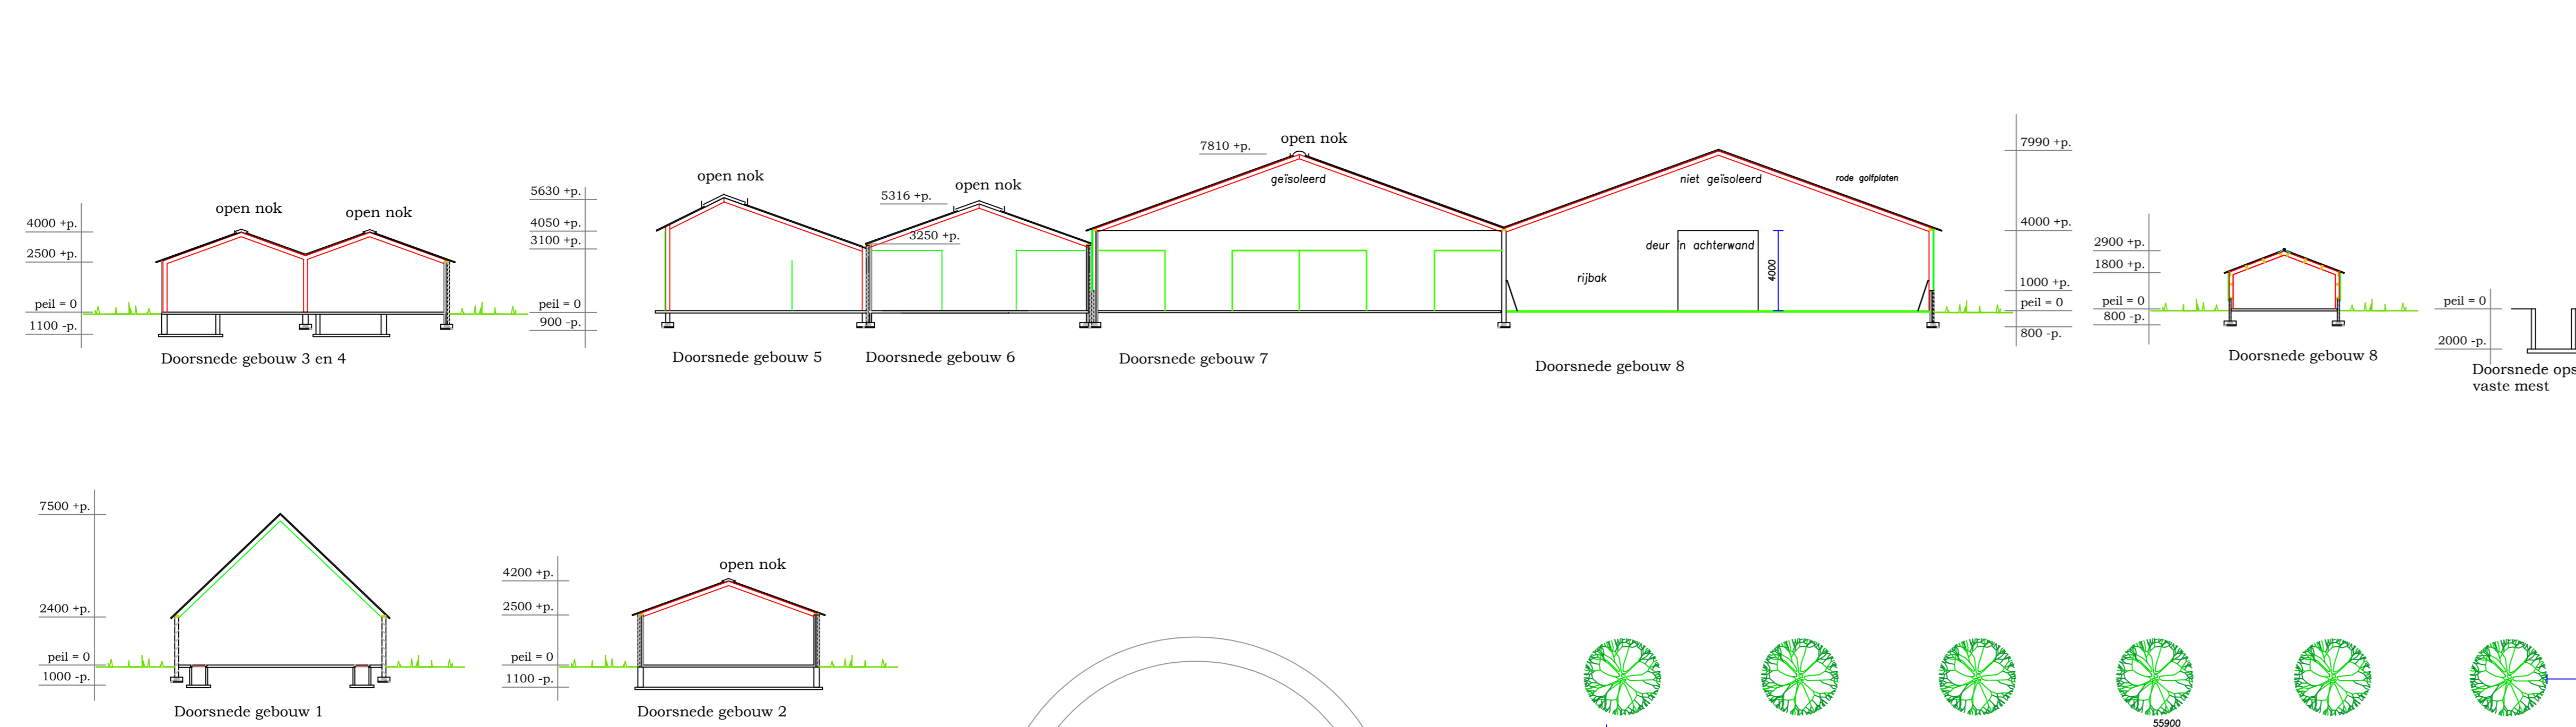 open nok
open nok
4000 +p.
2500 +p.
peil = 0
1100 -p.
Doorsnede gebouw 3 en 4
5630 +p.
4050 +p.
3100 +p.
peil = 0
900 -p.
open nok
Doorsnede gebouw 5
5316 +p.
open nok
3250 +p.
Doorsnede gebouw 6
7810 +p.
open nok
geïsoleerd
Doorsnede gebouw 7
niet geïsoleerd
rode golfplaten
deur in achterwand
rijbak
4000
Doorsnede gebouw 8
7990 +p.
4000 +p.
1000 +p.
peil = 0
800 -p.
2900 +p.
1800 +p.
peil = 0
800 -p.
Doorsnede gebouw 8
peil = 0
2000 -p.
Doorsnede ops
vaste mest
7500 +p.
2400 +p.
peil = 0
1000 -p.
Doorsnede gebouw 1
open nok
4200 +p.
2500 +p.
peil = 0
1100 -p.
Doorsnede gebouw 2
55900